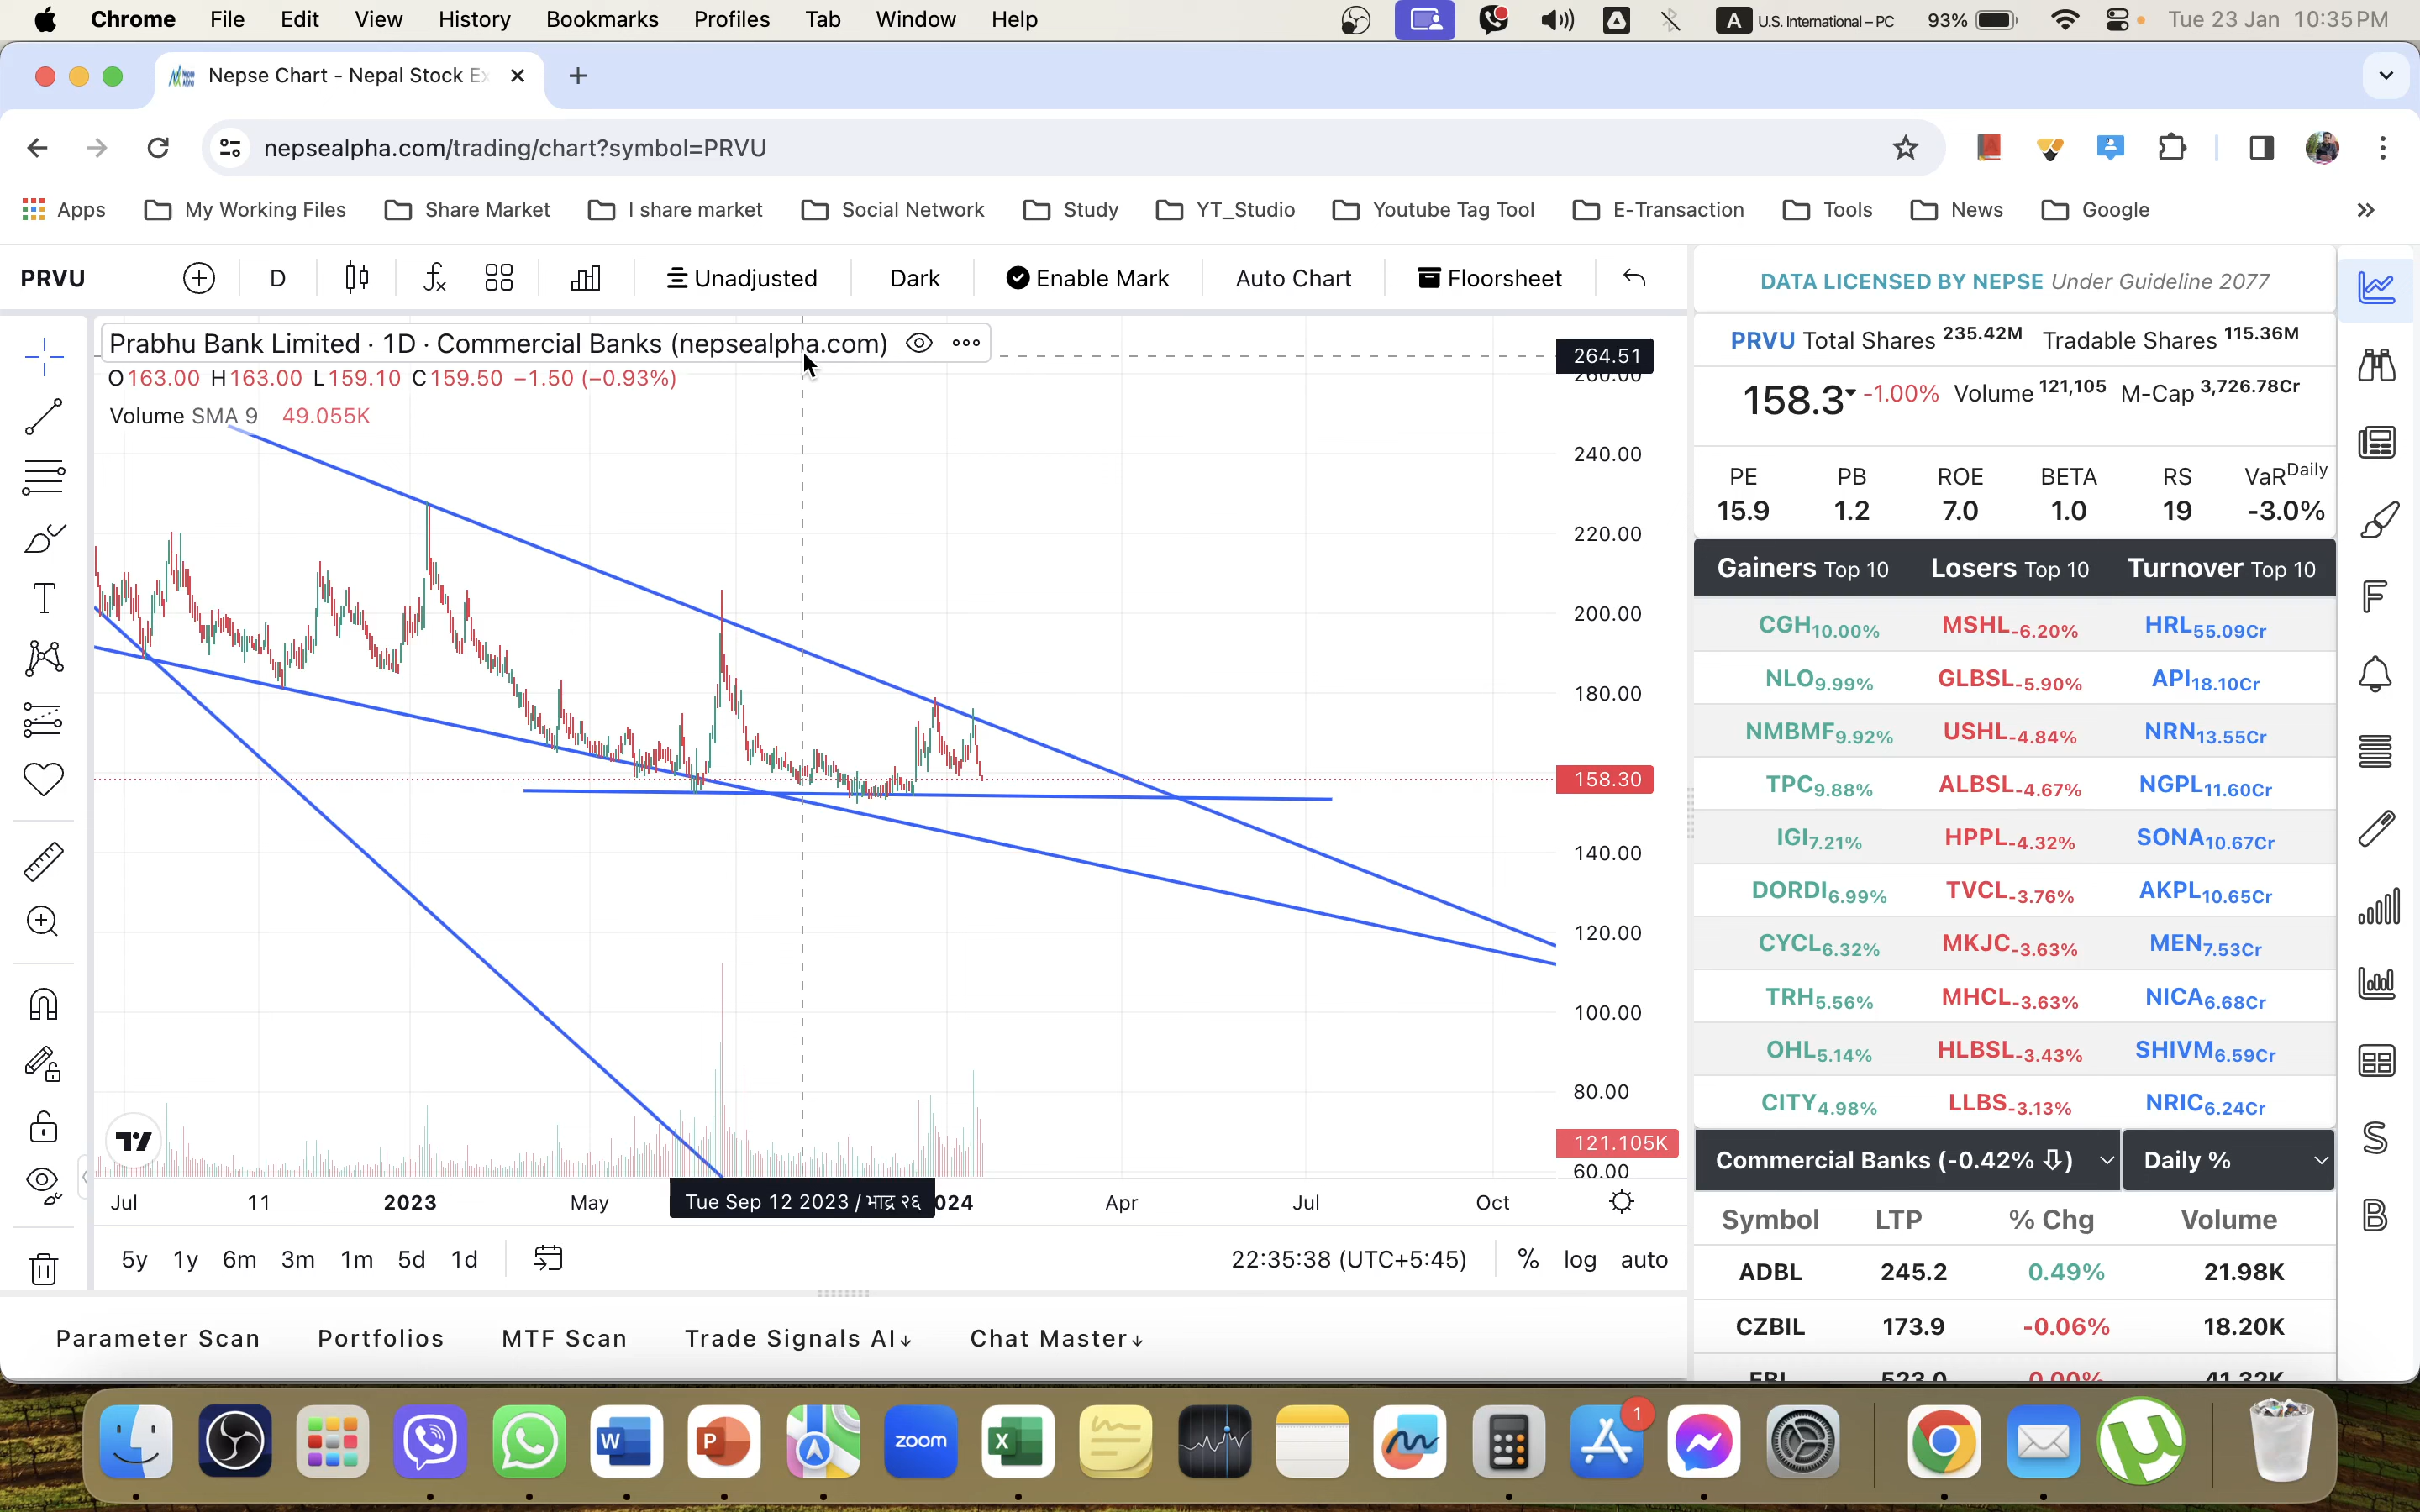 Chrome File Edit View History Bookmarks Profiles Tab Window Help A U.S. International – PC 93% Tue 23 Jan 10:35 PM
Nepse Chart - Nepal Stock Ex
nepsealpha.com/trading/chart?symbol=PRVU
Apps My Working Files Share Market I share market Social Network Study YT_Studio Youtube Tag Tool E-Transaction Tools News Google
PRVU D Unadjusted Dark Enable Mark Auto Chart Floorsheet
Prabhu Bank Limited · 1D · Commercial Banks (nepsealpha.com)
O163.00 H163.00 L159.10 C159.50 −1.50 (−0.93%)
Volume SMA 9 49.055K
264.51
260.00
240.00
220.00
200.00
180.00
158.30
140.00
120.00
100.00
80.00
121.105K
60.00
Jul 11 2023 May Tue Sep 12 2023 / भाद्र २६ 024 Apr Jul Oct
5y 1y 6m 3m 1m 5d 1d 22:35:38 (UTC+5:45) % log auto
Parameter Scan Portfolios MTF Scan Trade Signals AI↓ Chat Master↓
DATA LICENSED BY NEPSE Under Guideline 2077
PRVU Total Shares 235.42M Tradable Shares 115.36M
158.3 -1.00% Volume 121,105 M-Cap 3,726.78Cr
PE PB ROE BETA RS VaRDaily
15.9 1.2 7.0 1.0 19 -3.0%
Gainers Top 10 Losers Top 10 Turnover Top 10
CGH10.00% MSHL-6.20% HRL55.09Cr
NLO9.99% GLBSL-5.90% API18.10Cr
NMBMF9.92% USHL-4.84% NRN13.55Cr
TPC9.88% ALBSL-4.67% NGPL11.60Cr
IGI7.21% HPPL-4.32% SONA10.67Cr
DORDI6.99% TVCL-3.76% AKPL10.65Cr
CYCL6.32% MKJC-3.63% MEN7.53Cr
TRH5.56% MHCL-3.63% NICA6.68Cr
OHL5.14% HLBSL-3.43% SHIVM6.59Cr
CITY4.98% LLBS-3.13% NRIC6.24Cr
Commercial Banks (-0.42% ⇩) Daily %
Symbol LTP % Chg Volume
ADBL 245.2 0.49% 21.98K
CZBIL 173.9 -0.06% 18.20K
EBL 523.0 0.00% 41.32K
F
S
B
W P zoom X 1